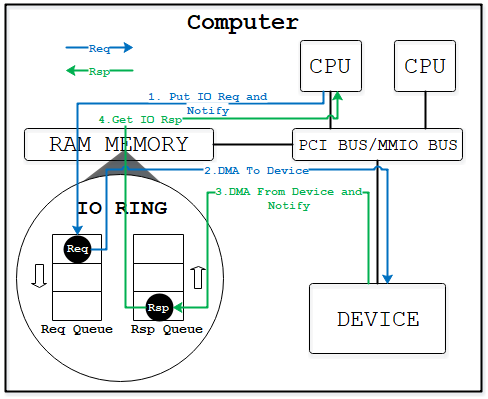 Computer
Req
Rsp
CPU
CPU
1. Put IO Req and
Notify
4.Get IO Rsp
RAM MEMORY
PCI BUS/MMIO BUS
2.DMA To Device
3.DMA From Device and
Notify
IO RING
Req
Rsp
Req Queue
Rsp Queue
DEVICE